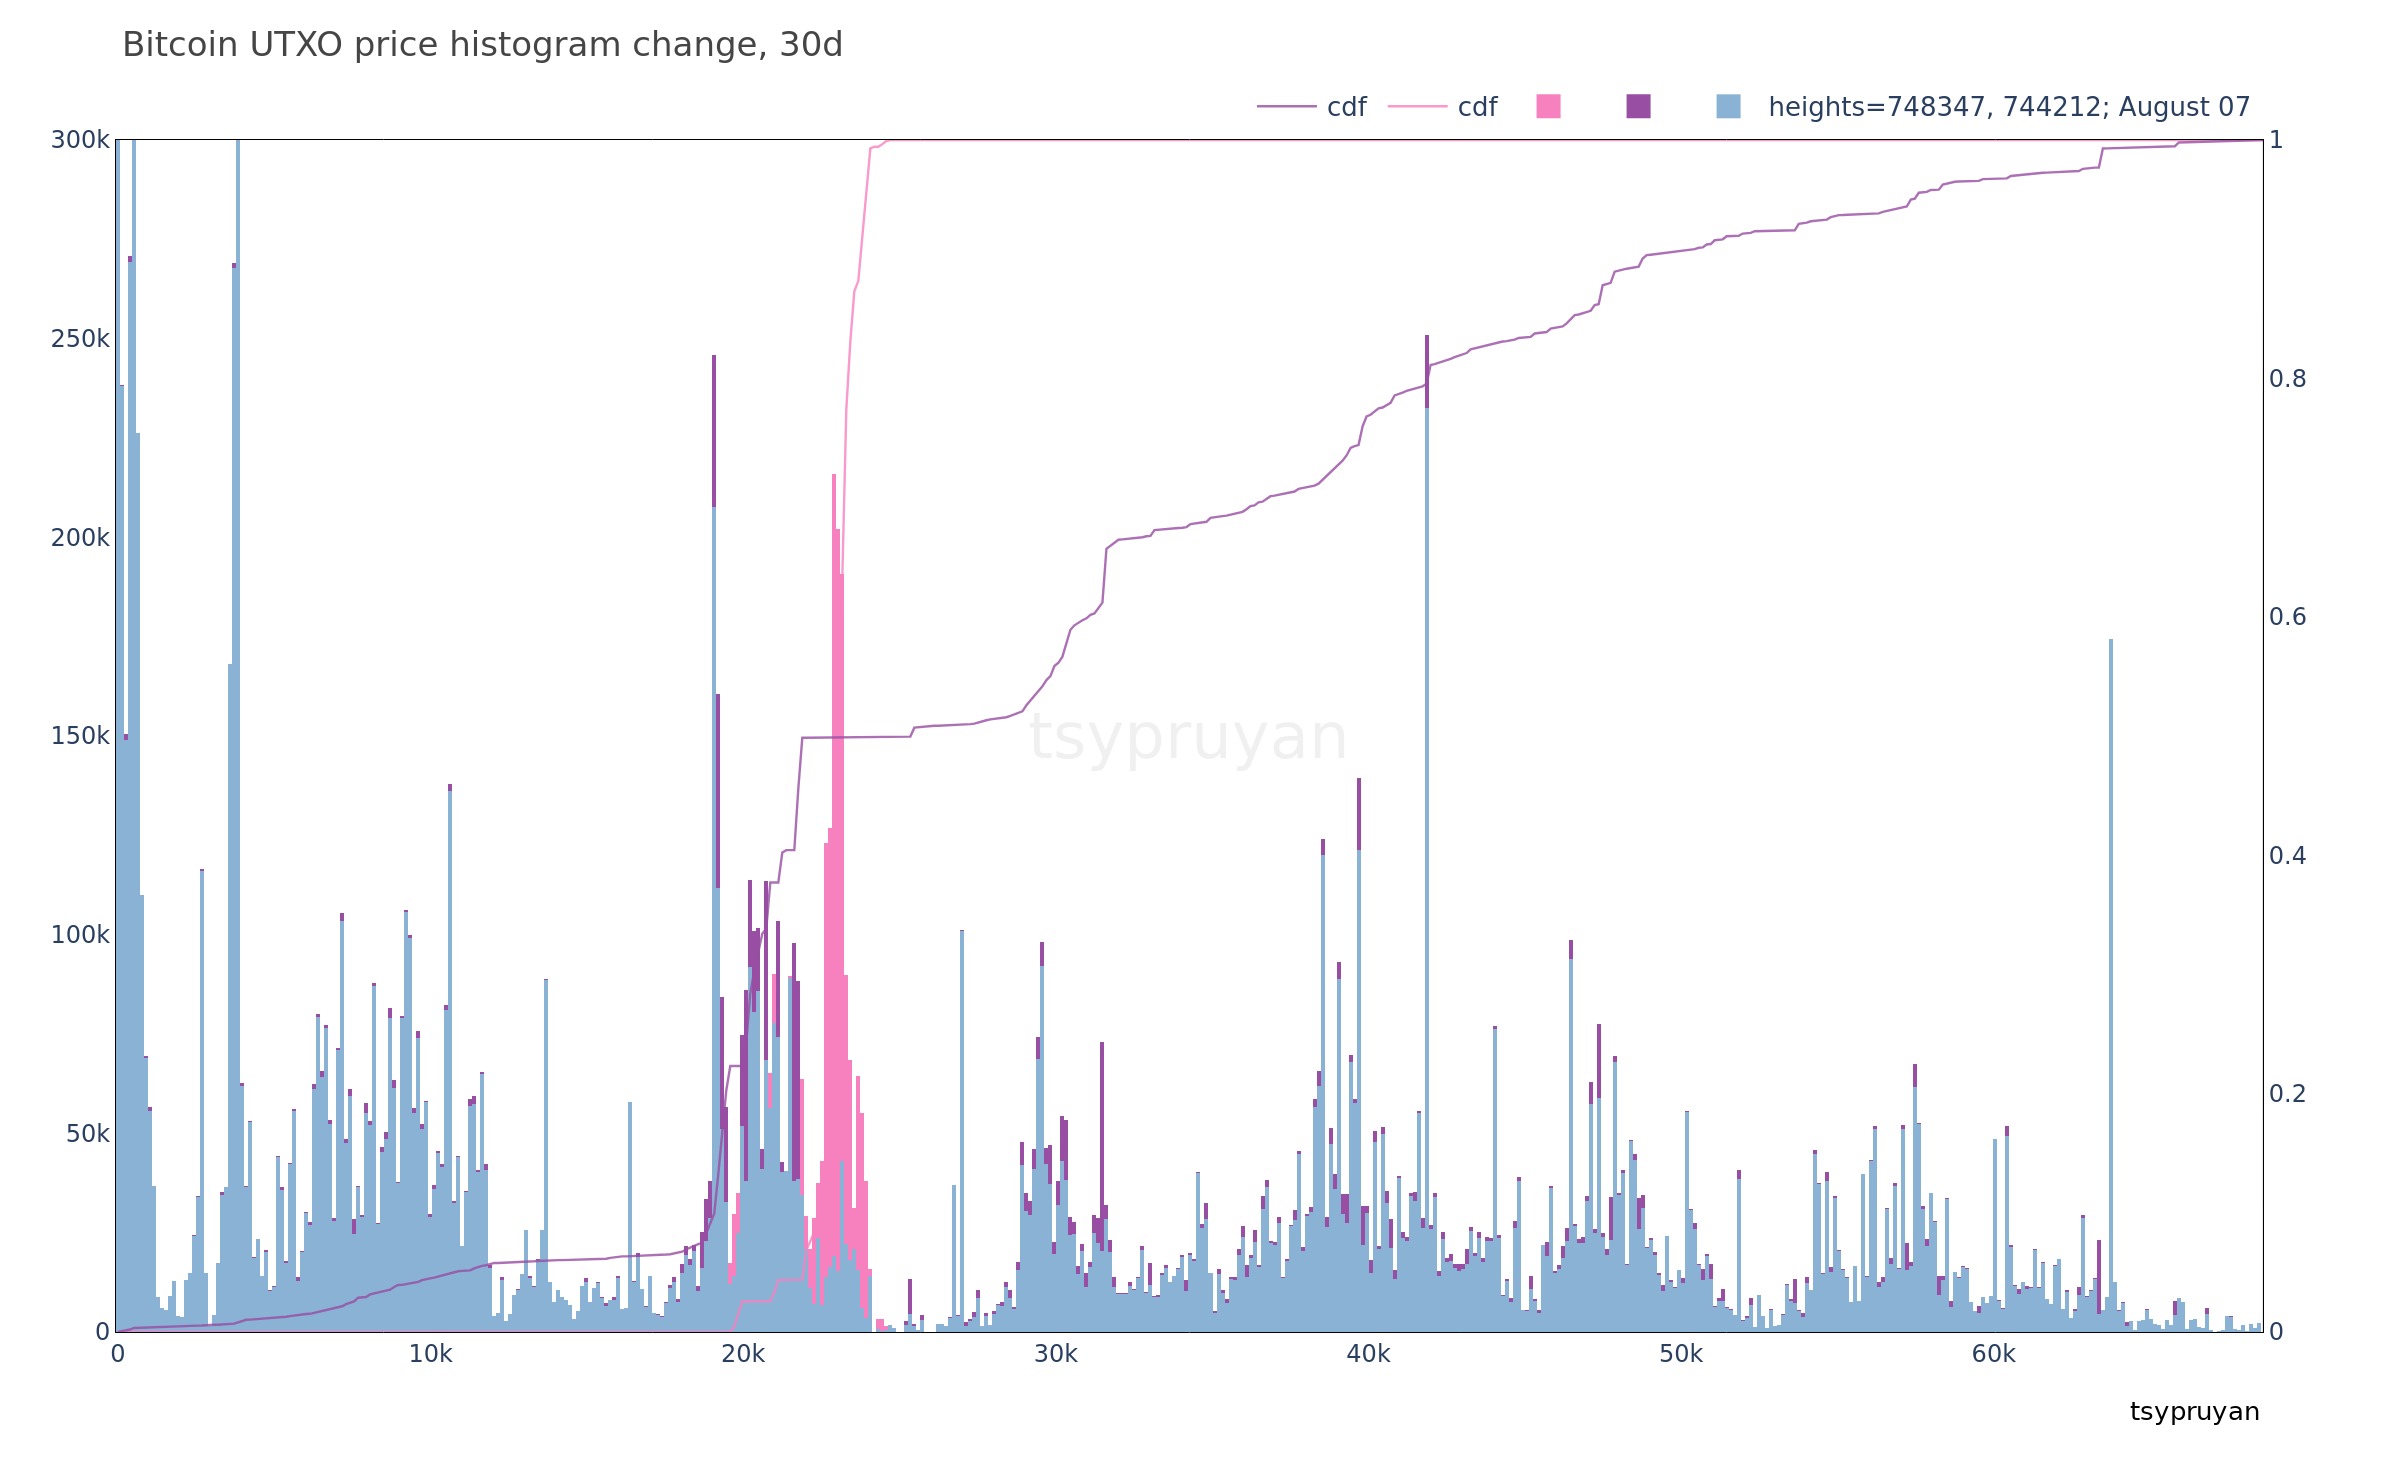 Bitcoin UTXO price histogram change, 30d
cdf cdf heights=748347, 744212; August 07
300k
250k
200k
150k
100k
50k
0
1
0.8
0.6
0.4
0.2
0
tsypruyan
0 10k 20k 30k 40k 50k 60k
tsypruyan